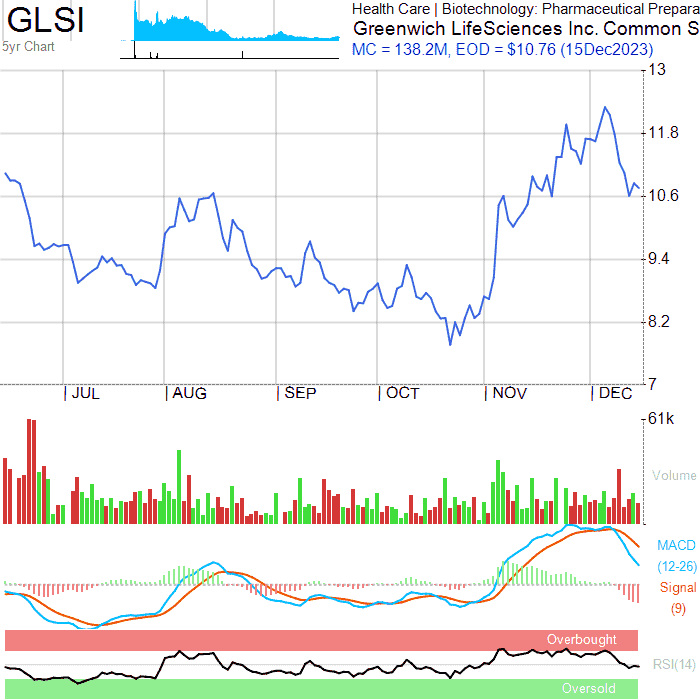 GLSI
5yr Chart
Health Care | Biotechnology: Pharmaceutical Prepara
Greenwich LifeSciences Inc. Common S
MC = 138.2M, EOD = $10.76 (15Dec2023)
13
11.8
10.6
9.4
8.2
7
JUL AUG SEP OCT NOV DEC
61k
Volume
MACD
(12-26)
Signal
(9)
Overbought
RSI(14)
Oversold